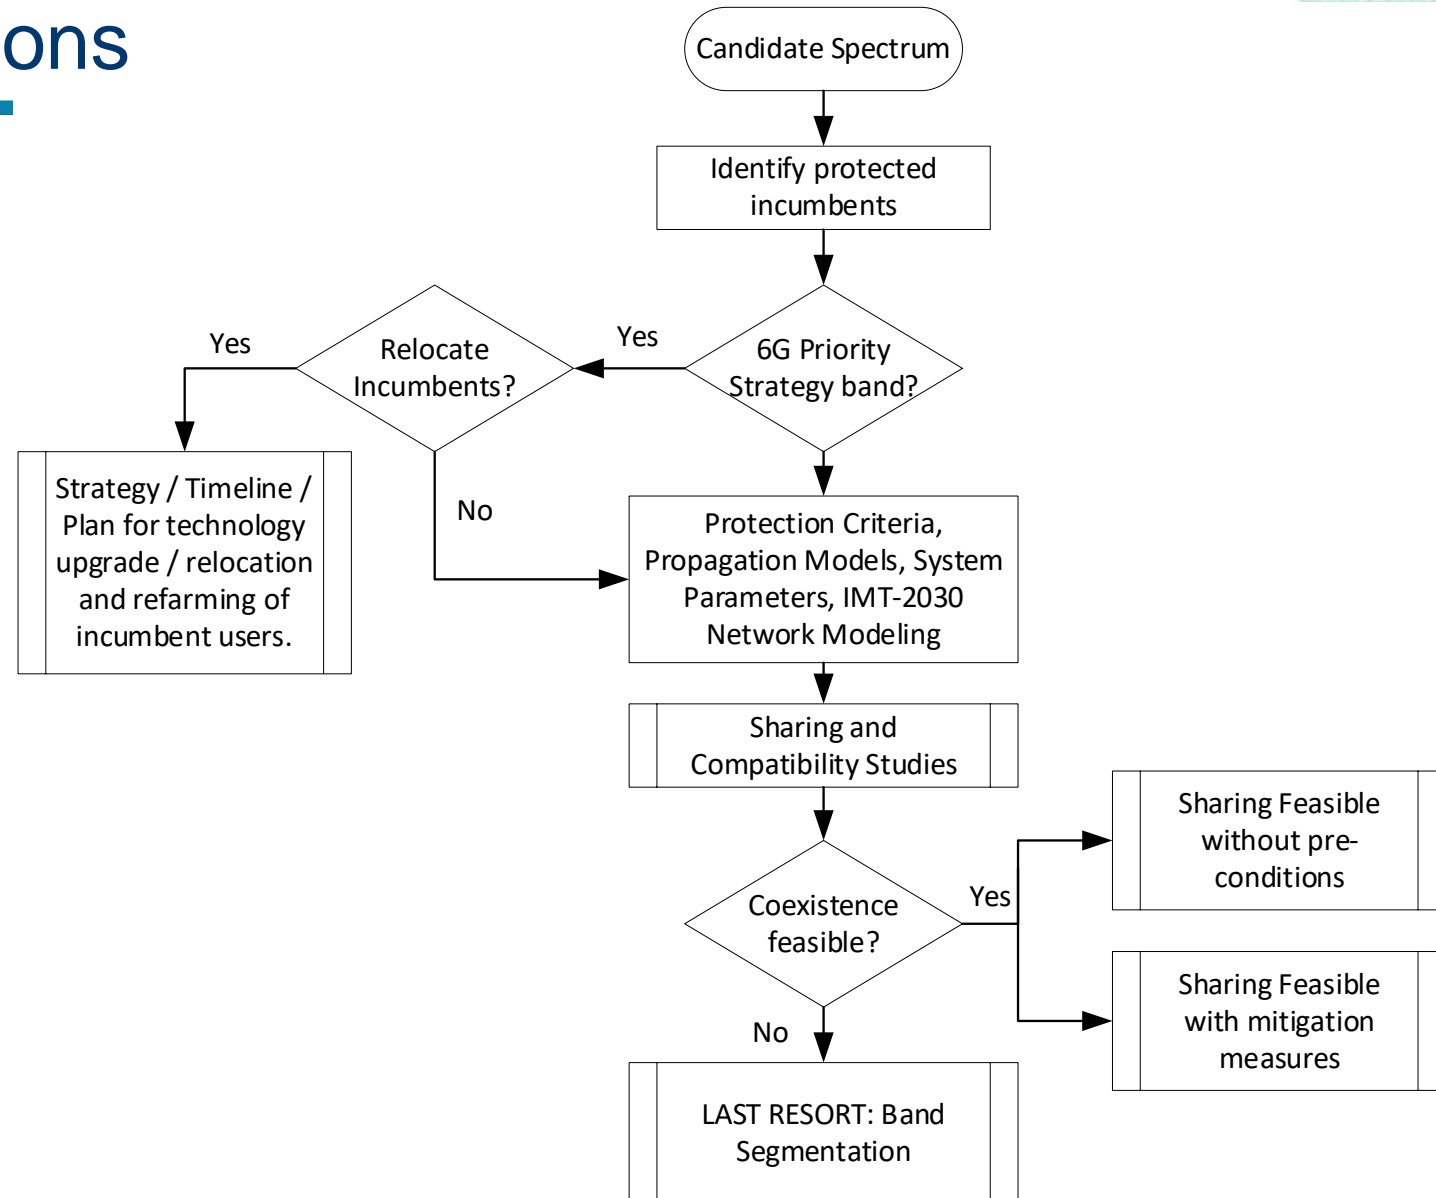 ons
Candidate Spectrum
Identify protected
incumbents
6G Priority
Strategy band?
Yes
Relocate
Incumbents?
Yes
Strategy / Timeline /
Plan for technology
upgrade / relocation
and refarming of
incumbent users.
No
Protection Criteria,
Propagation Models, System
Parameters, IMT-2030
Network Modeling
Sharing and
Compatibility Studies
Coexistence
feasible?
Yes
Sharing Feasible
without pre-
conditions
Sharing Feasible
with mitigation
measures
No
LAST RESORT: Band
Segmentation